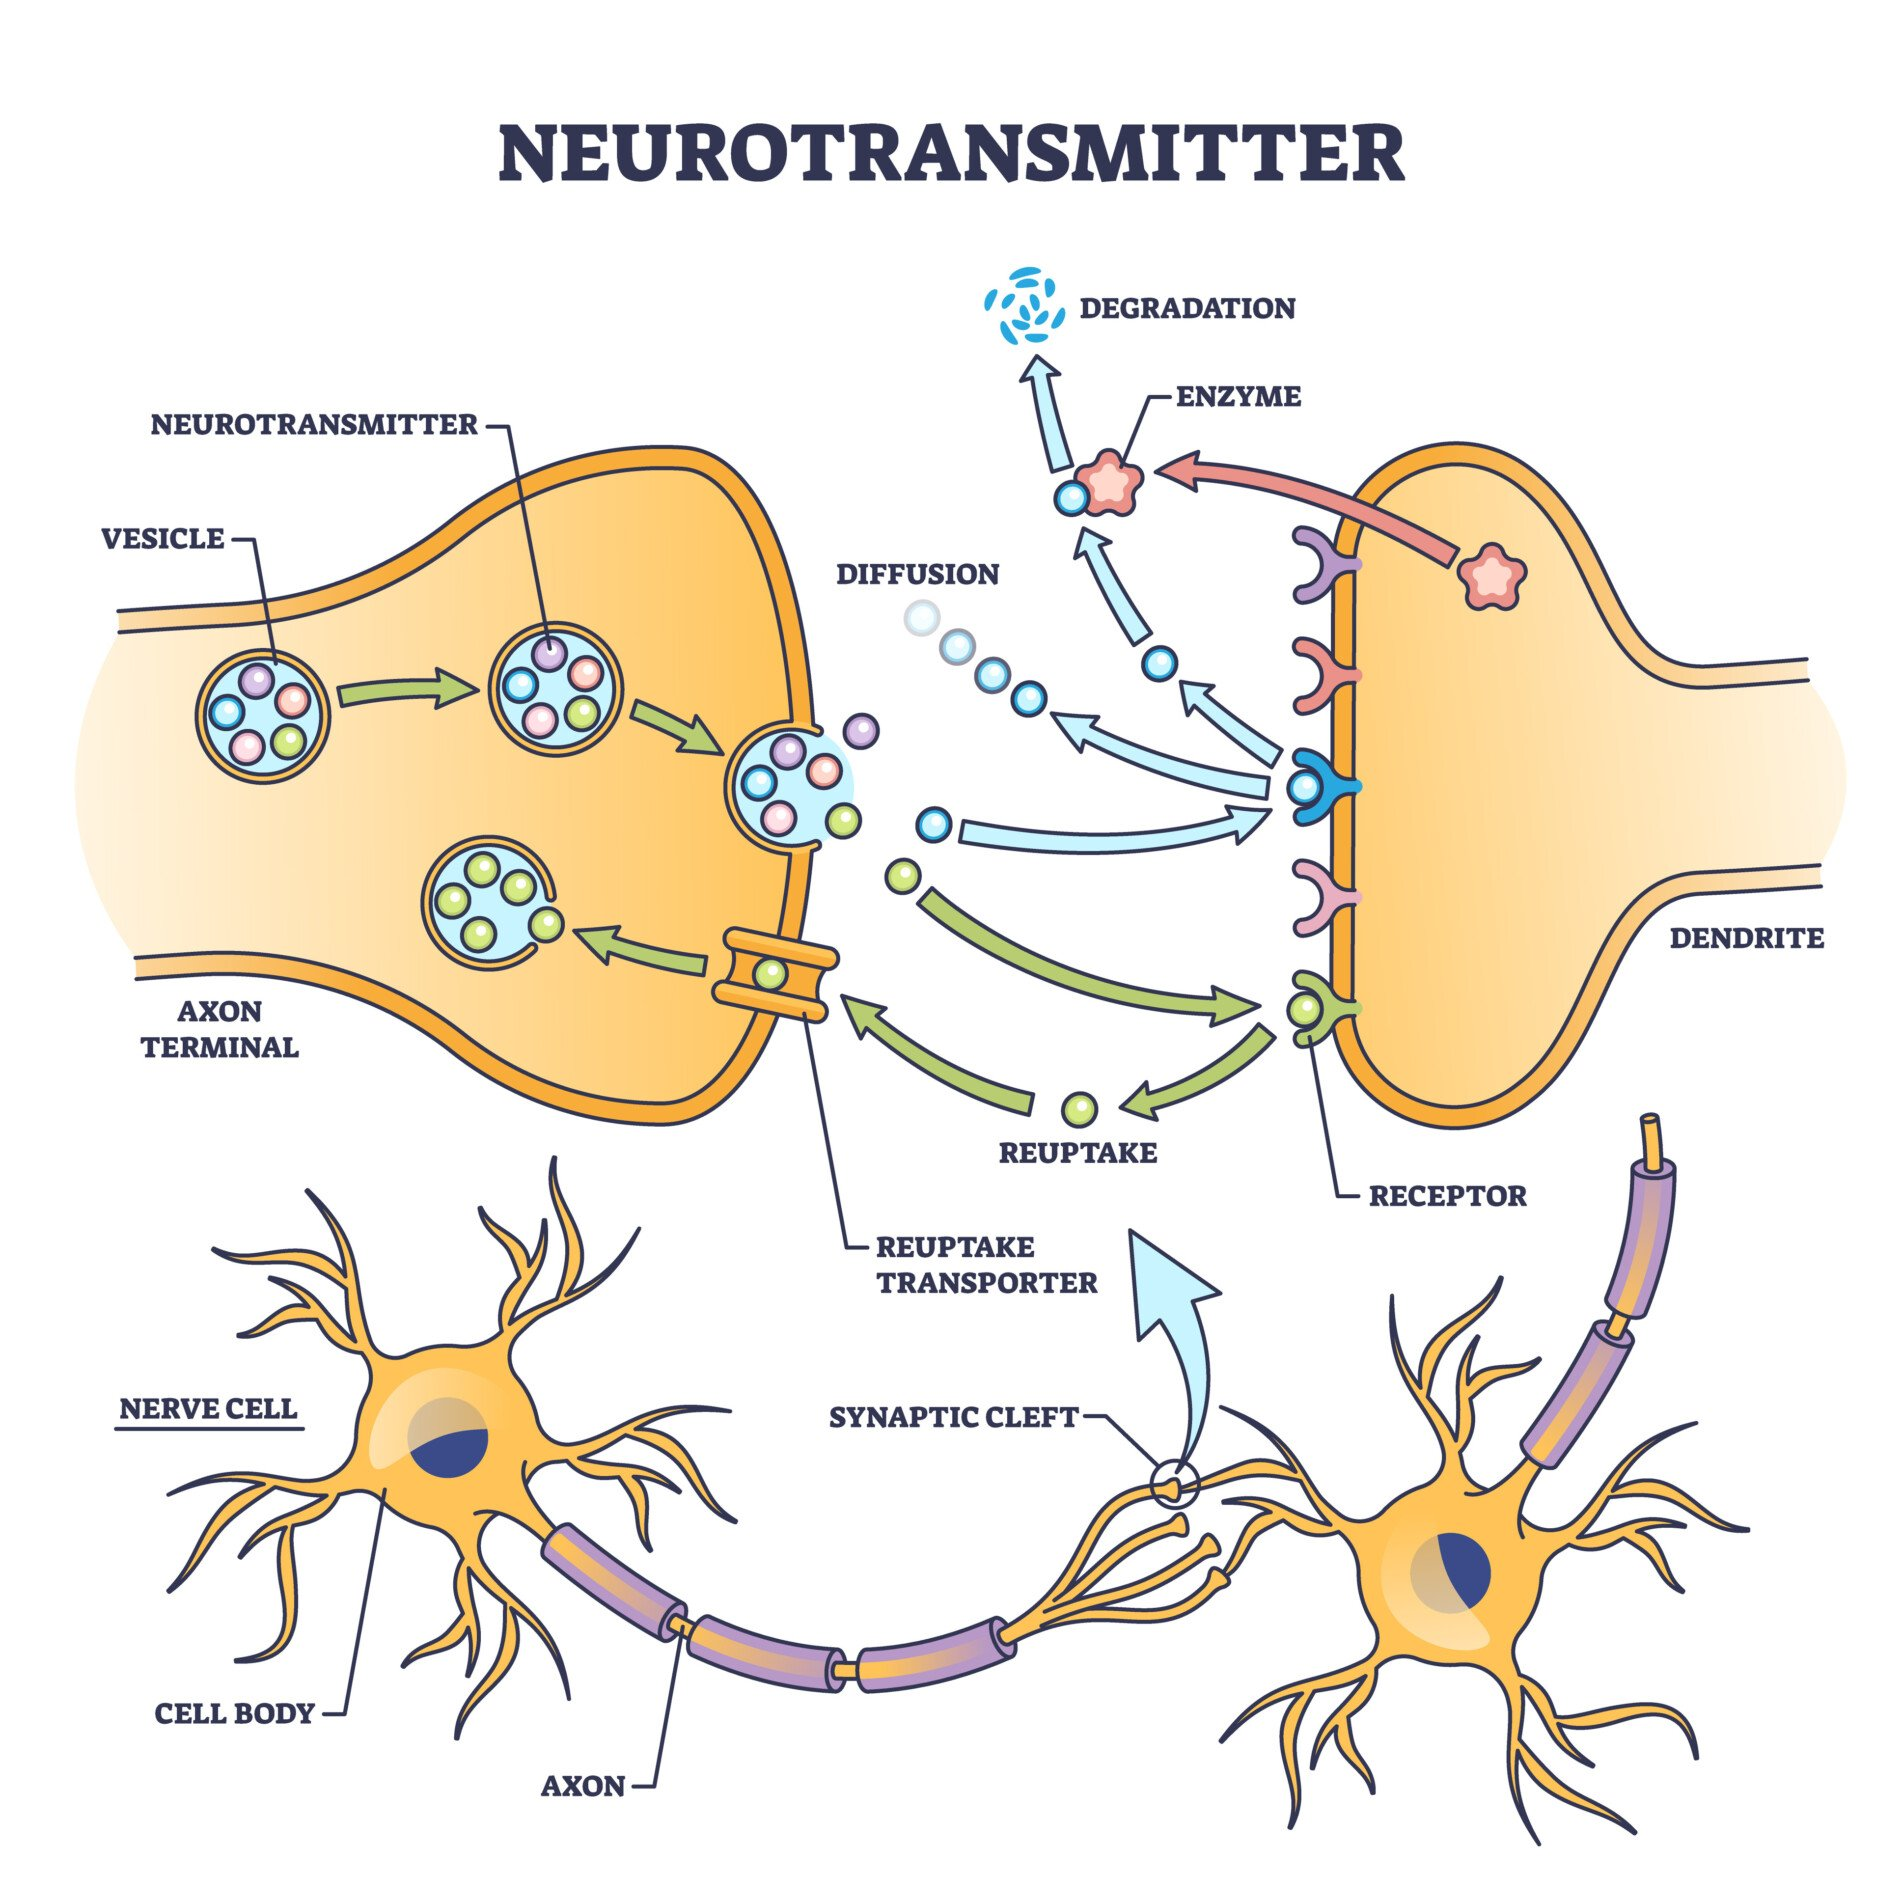 NEUROTRANSMITTER
DEGRADATION
ENZYME
NEUROTRANSMITTER
VESICLE
DIFFUSION
DENDRITE
AXON
TERMINAL
REUPTAKE
RECEPTOR
REUPTAKE
TRANSPORTER
NERVE CELL
SYNAPTIC CLEFT
CELL BODY
AXON